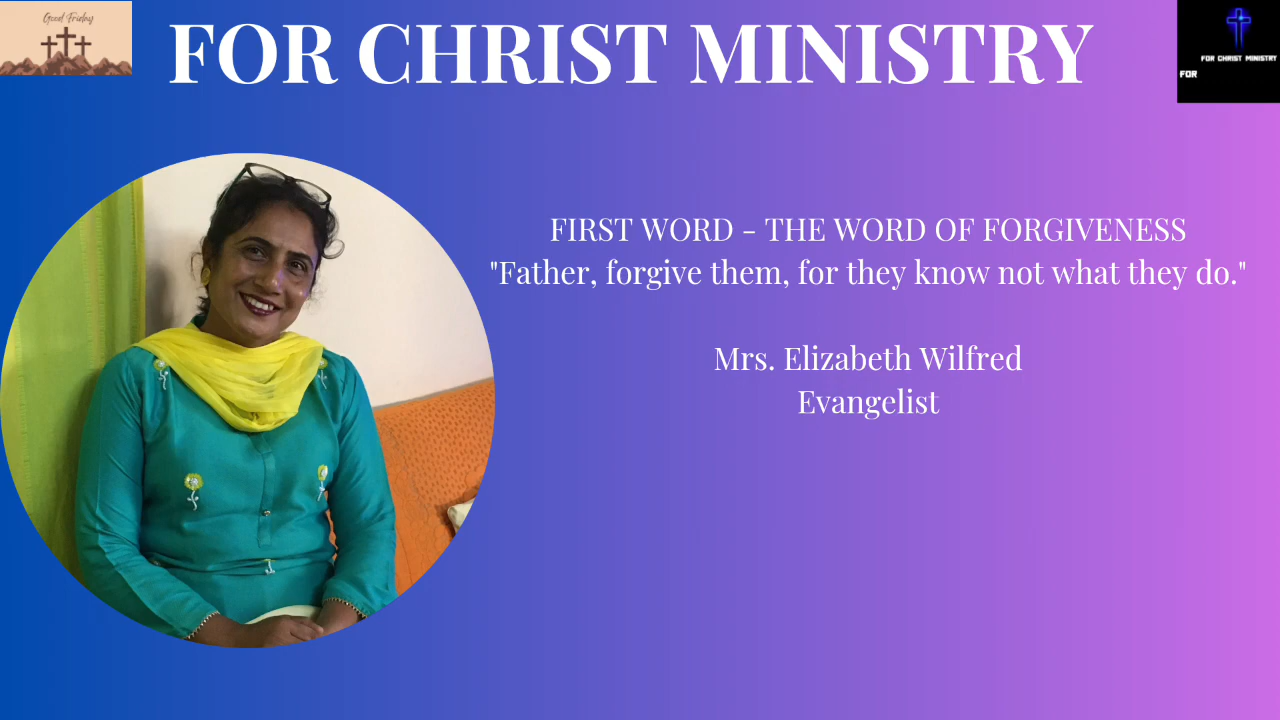 Good Friday
FOR CHRIST MINISTRY
FOR CHRIST MINISTRY
FOR
FIRST WORD - THE WORD OF FORGIVENESS
"Father, forgive them, for they know not what they do."
Mrs. Elizabeth Wilfred
Evangelist